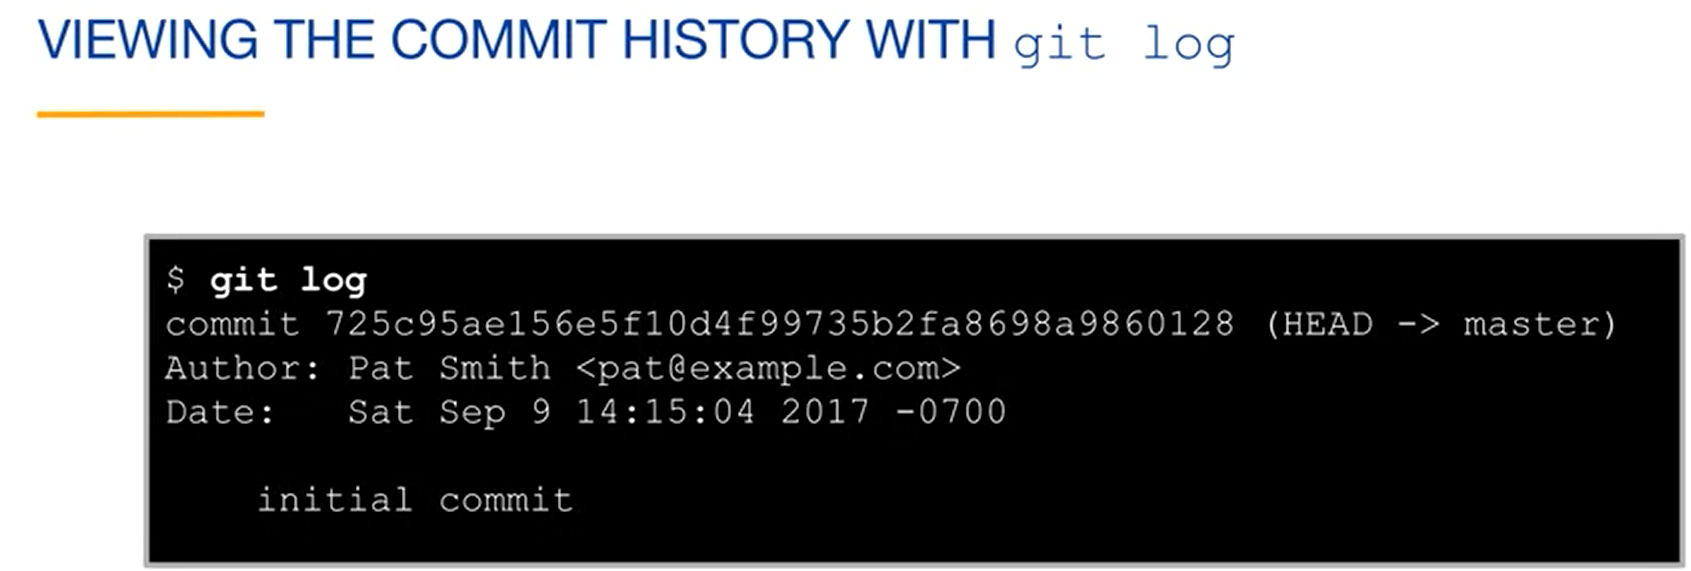 VIEWING THE COMMIT HISTORY WITH git log
$ git log
commit 725c95ae156e5f10d4f99735b2fa8698a9860128 (HEAD -> master)
Author: Pat Smith <pat@example.com>
Date:   Sat Sep 9 14:15:04 2017 -0700
initial commit